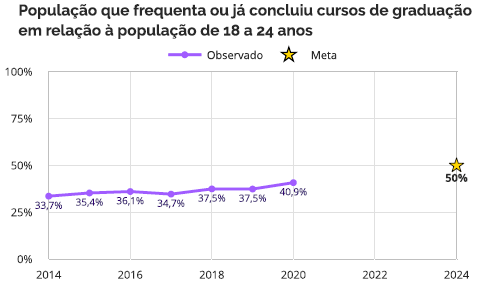 População que frequenta ou já concluiu cursos de graduação
em relação à população de 18 a 24 anos
Observado Meta
100%
75%
50%
25%
0%
33,7% 35,4% 36,1% 34,7% 37,5% 37,5% 40,9% 50%
2014 2016 2018 2020 2022 2024